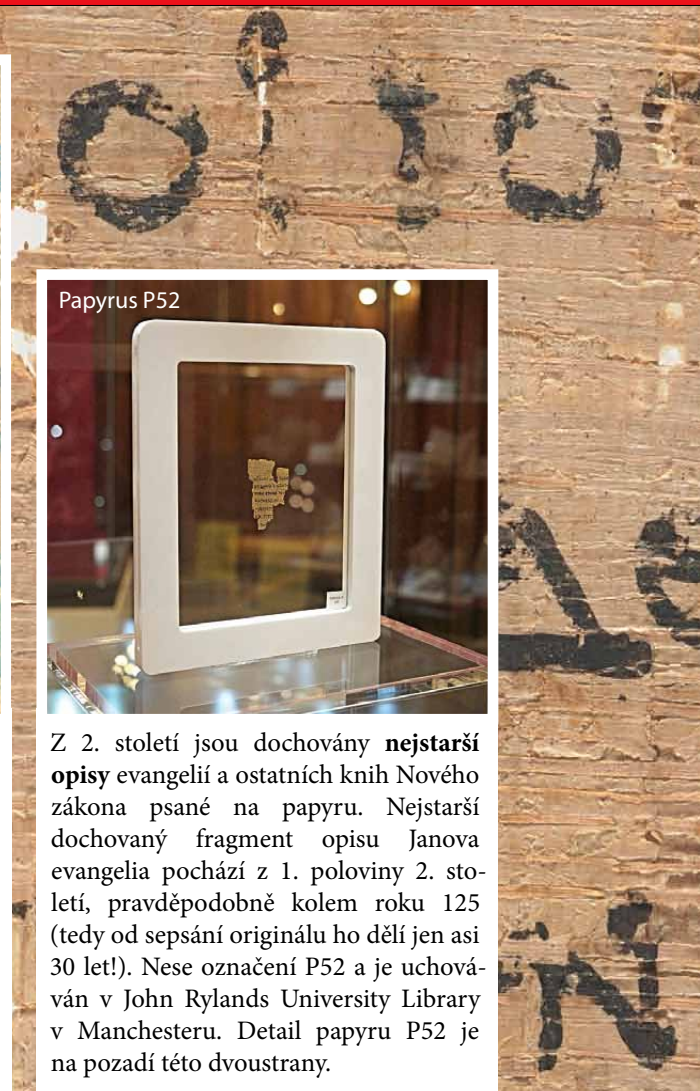 Papyrus P52
Z 2. století jsou dochovány nejstarší
opisy evangelií a ostatních knih Nového
zákona psané na papyru. Nejstarší
dochovaný fragment opisu Janova
evangelia pochází z 1. poloviny 2. sto-
letí, pravděpodobně kolem roku 125
(tedy od sepsání originálu ho dělí jen asi
30 let!). Nese označení P52 a je uchová-
ván v John Rylands University Library
v Manchesteru. Detail papyru P52 je
na pozadí této dvoustrany.